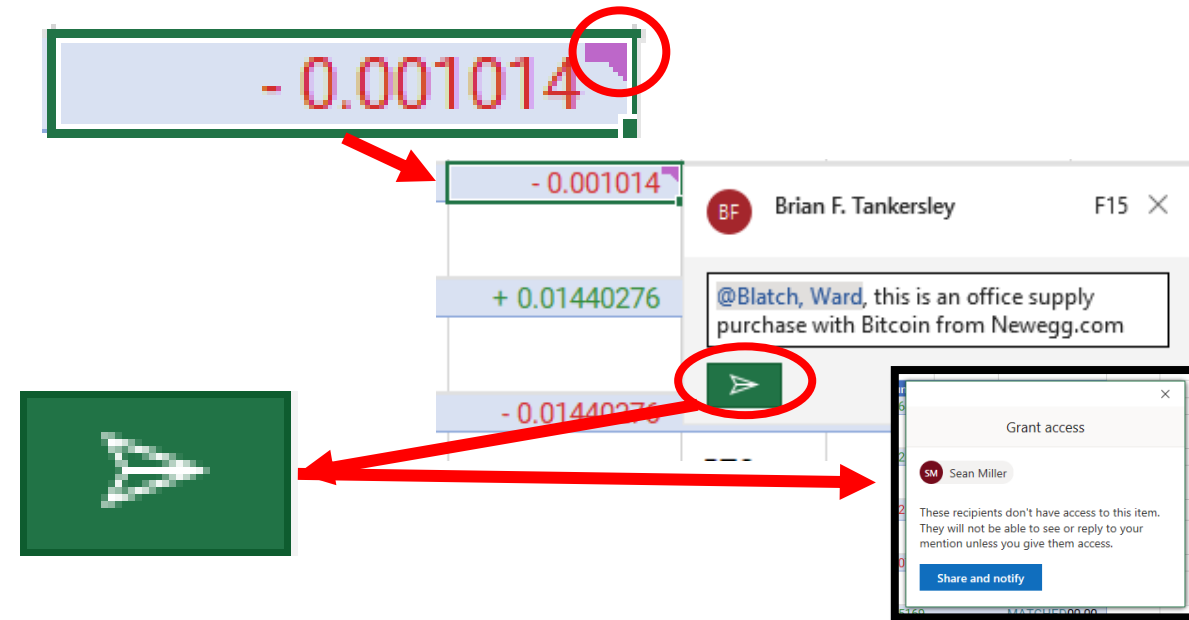 - 0.001014
- 0.001014
BF Brian F. Tankersley F15
+ 0.01440276
@Blatch, Ward, this is an office supply
purchase with Bitcoin from Newegg.com
- 0.01440276
Grant access
SM Sean Miller
These recipients don't have access to this item.
They will not be able to see or reply to your
mention unless you give them access.
Share and notify